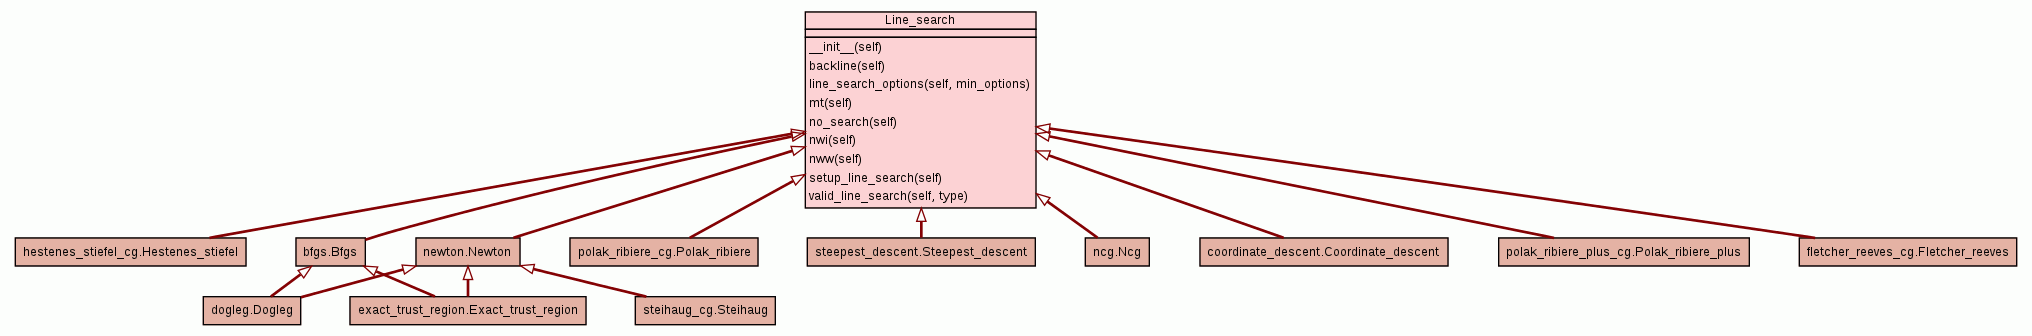 Line_search
__init__(self)
backline(self)
line_search_options(self, min_options)
mt(self)
no_search(self)
nwi(self)
nww(self)
setup_line_search(self)
valid_line_search(self, type)
hestenes_stiefel_cg.Hestenes_stiefel
bfgs.Bfgs
newton.Newton
polak_ribiere_cg.Polak_ribiere
steepest_descent.Steepest_descent
ncg.Ncg
coordinate_descent.Coordinate_descent
polak_ribiere_plus_cg.Polak_ribiere_plus
fletcher_reeves_cg.Fletcher_reeves
dogleg.Dogleg
exact_trust_region.Exact_trust_region
steihaug_cg.Steihaug